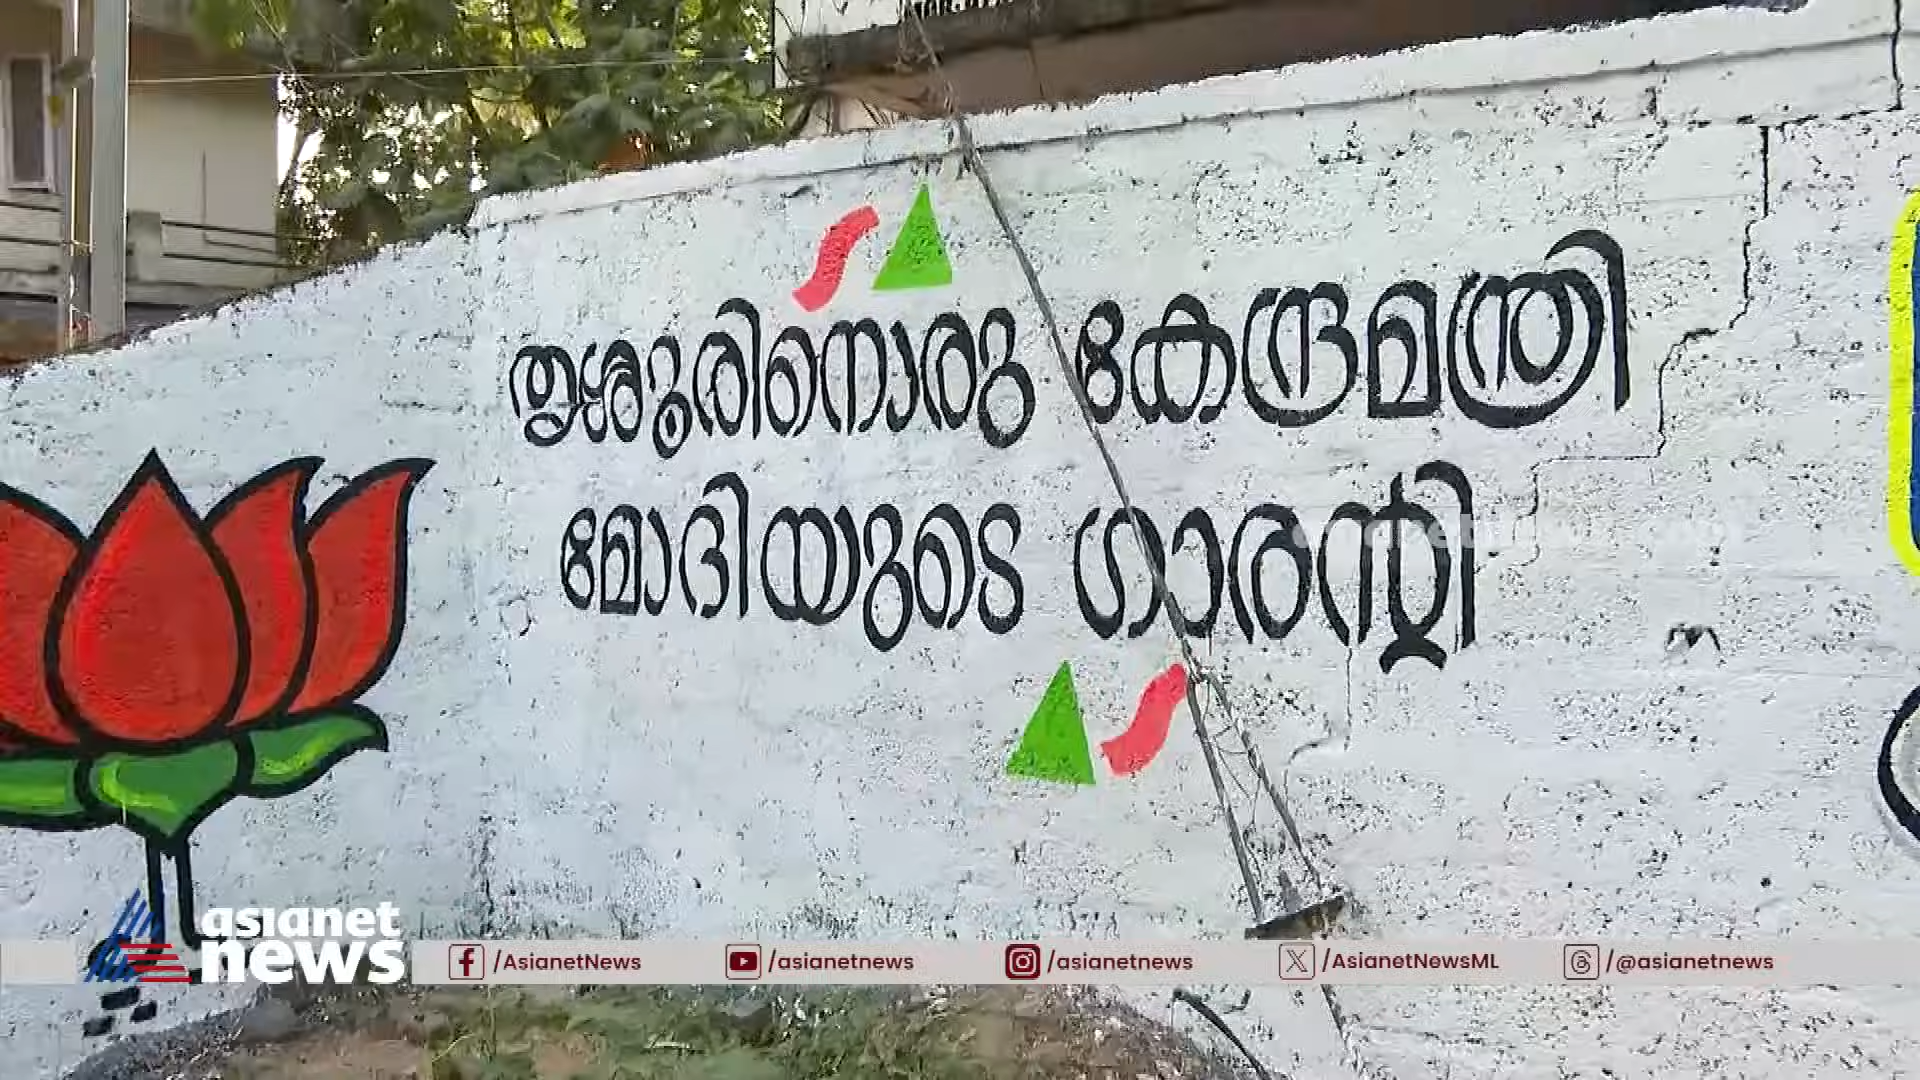 തൃശ്ശൂരിനൊരു കേന്ദ്രമന്ത്രി
മോദിയുടെ ഗാരന്റി
asianet
news
/AsianetNews
/asianetnews
/asianetnews
/AsianetNewsML
/@asianetnews